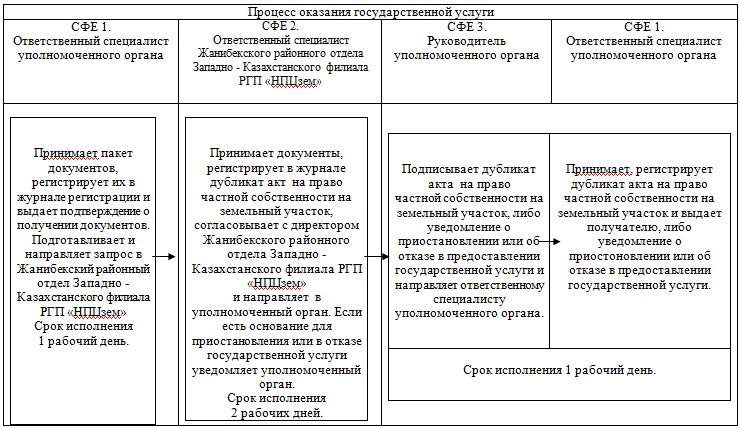 Процесс оказания государственной услуги
СФЕ 1.
Ответственный специалист
уполномоченного органа
СФЕ 2.
Ответственный специалист
Жанибекского районного отдела
Западно - Казахстанского филиала
РГП «НПЦзем»
СФЕ 3.
Руководитель
уполномоченного органа
СФЕ 1.
Ответственный специалист
уполномоченного органа
Принимает пакет
документов,
регистрирует их в
журнале регистрации и
выдает подтверждение о
получении документов.
Подготавливает и
направляет запрос в
Жанибекский районный
отдел Западно -
Казахстанского филиала
РГП «НПЦзем»
Срок исполнения
1 рабочий день.
Принимает документы,
регистрирует в журнале
дубликат акт на право
частной собственности на
земельный участок,
согласовывает с директором
Жанибекского районного
отдела Западно -
Казахстанского филиала РГП
«НПЦзем»
и направляет в
уполномоченный орган. Если
есть основание для
приостановления или в отказе
государственной услуги
уведомляет уполномоченный
орган.
Срок исполнения
2 рабочих дней.
Подписывает дубликат
акта на право
частной собственности на
земельный участок, либо
уведомление о
приостановлении или об
отказе в предоставлении
государственной услуги и
направляет ответственному
специалисту
уполномоченного органа.
Принимает, регистрирует
дубликат акта на право
частной собственности на
земельный участок и выдает
получателю, либо
уведомление о
приостоновлении или об
отказе в предоставлении
государственной услуги.
Срок исполнения 1 рабочий день.